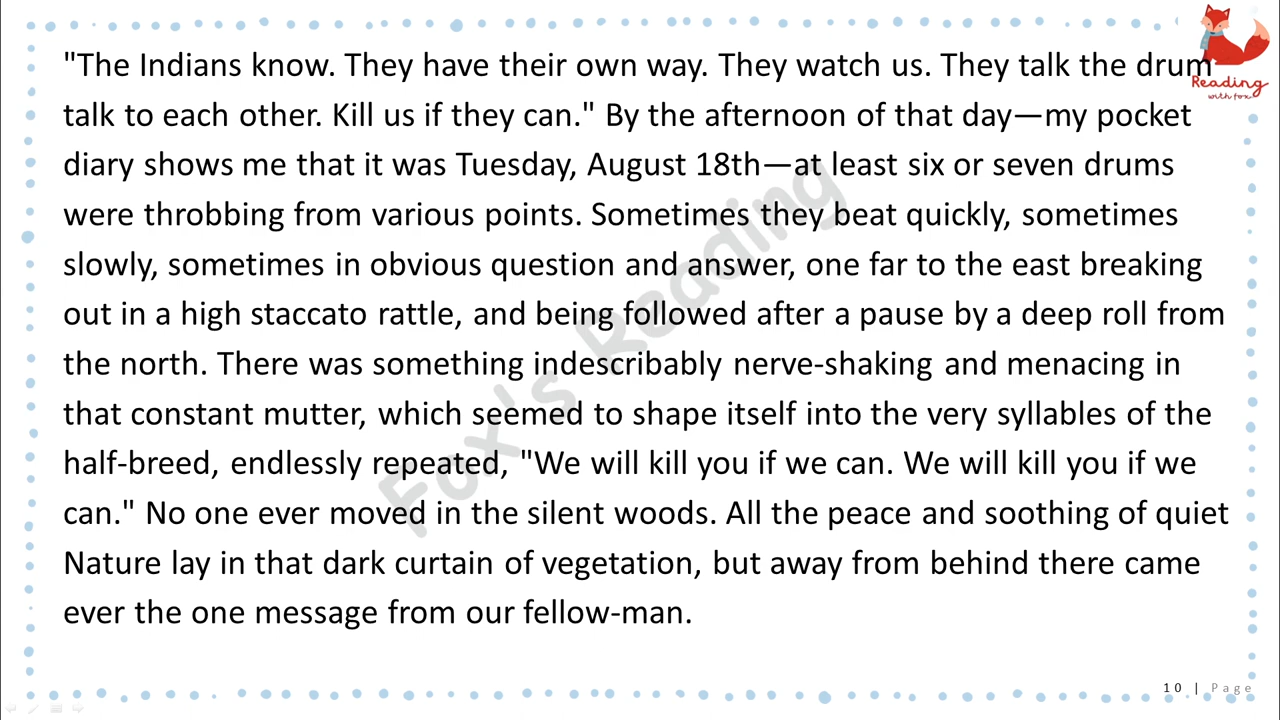 "The Indians know. They have their own way. They watch us. They talk the drum
talk to each other. Kill us if they can." By the afternoon of that day—my pocket
diary shows me that it was Tuesday, August 18th—at least six or seven drums
were throbbing from various points. Sometimes they beat quickly, sometimes
slowly, sometimes in obvious question and answer, one far to the east breaking
out in a high staccato rattle, and being followed after a pause by a deep roll from
the north. There was something indescribably nerve-shaking and menacing in
that constant mutter, which seemed to shape itself into the very syllables of the
half-breed, endlessly repeated, "We will kill you if we can. We will kill you if we
can." No one ever moved in the silent woods. All the peace and soothing of quiet
Nature lay in that dark curtain of vegetation, but away from behind there came
ever the one message from our fellow-man.
Reading
with fox
Fox's Reading
10 | Page